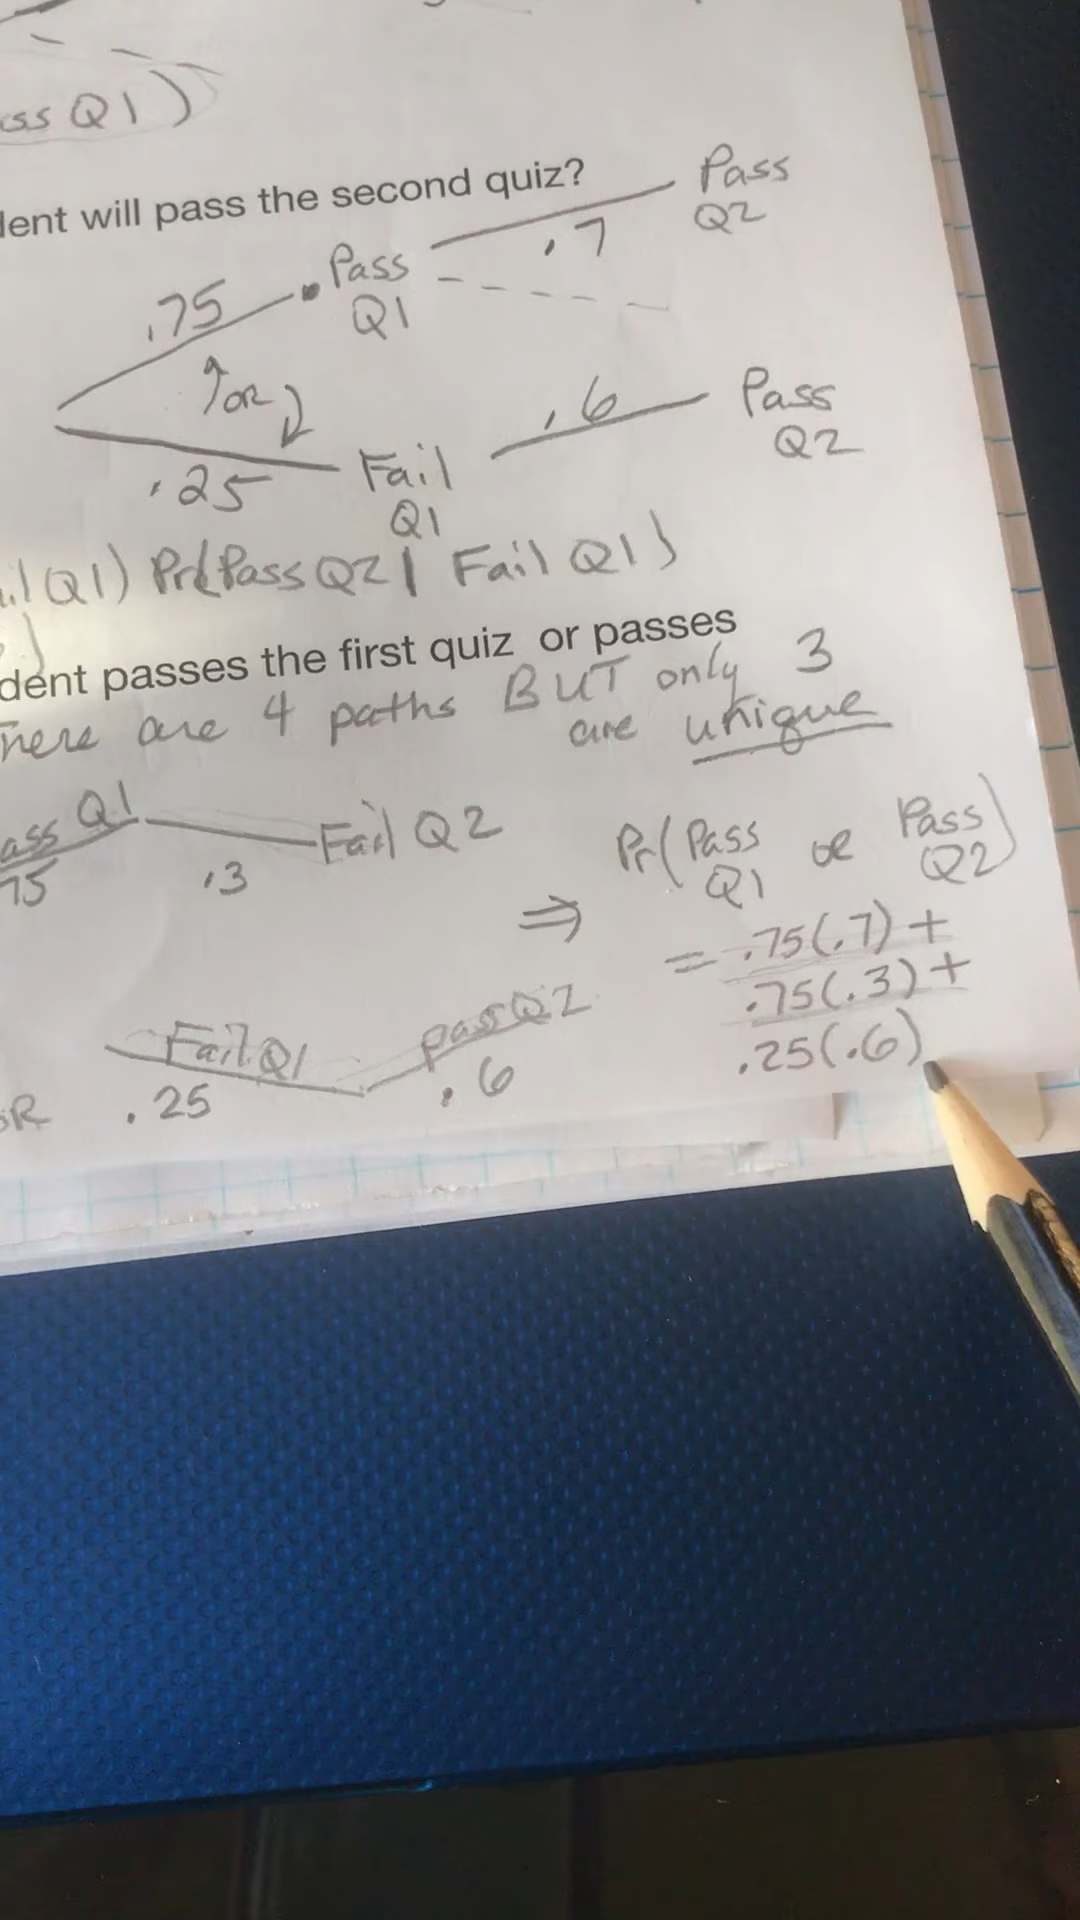 ss Q1)
dent will pass the second quiz?
Pass
Q2
.7
Pass
Q1
.75
OR
.6
Pass
Q2
.25
Fail
Q1
il Q1) Pr(Pass Q2 | Fail Q1)
dent passes the first quiz or passes
There are 4 paths BUT only 3
are unique
ass Q1
75
.3
Fail Q2
⇒
Pr(Pass Q1 or Pass Q2)
= .75(.7) +
.75(.3) +
.25(.6)
OR
Fail Q1
.25
pass Q2
.6